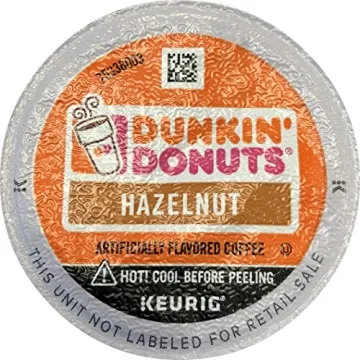 DUNKIN'
DONUTS®
HAZELNUT
ARTIFICIALLY FLAVORED COFFEE
HOT! COOL BEFORE PEELING
KEURIG®
THIS UNIT NOT LABELED FOR RETAIL SALE